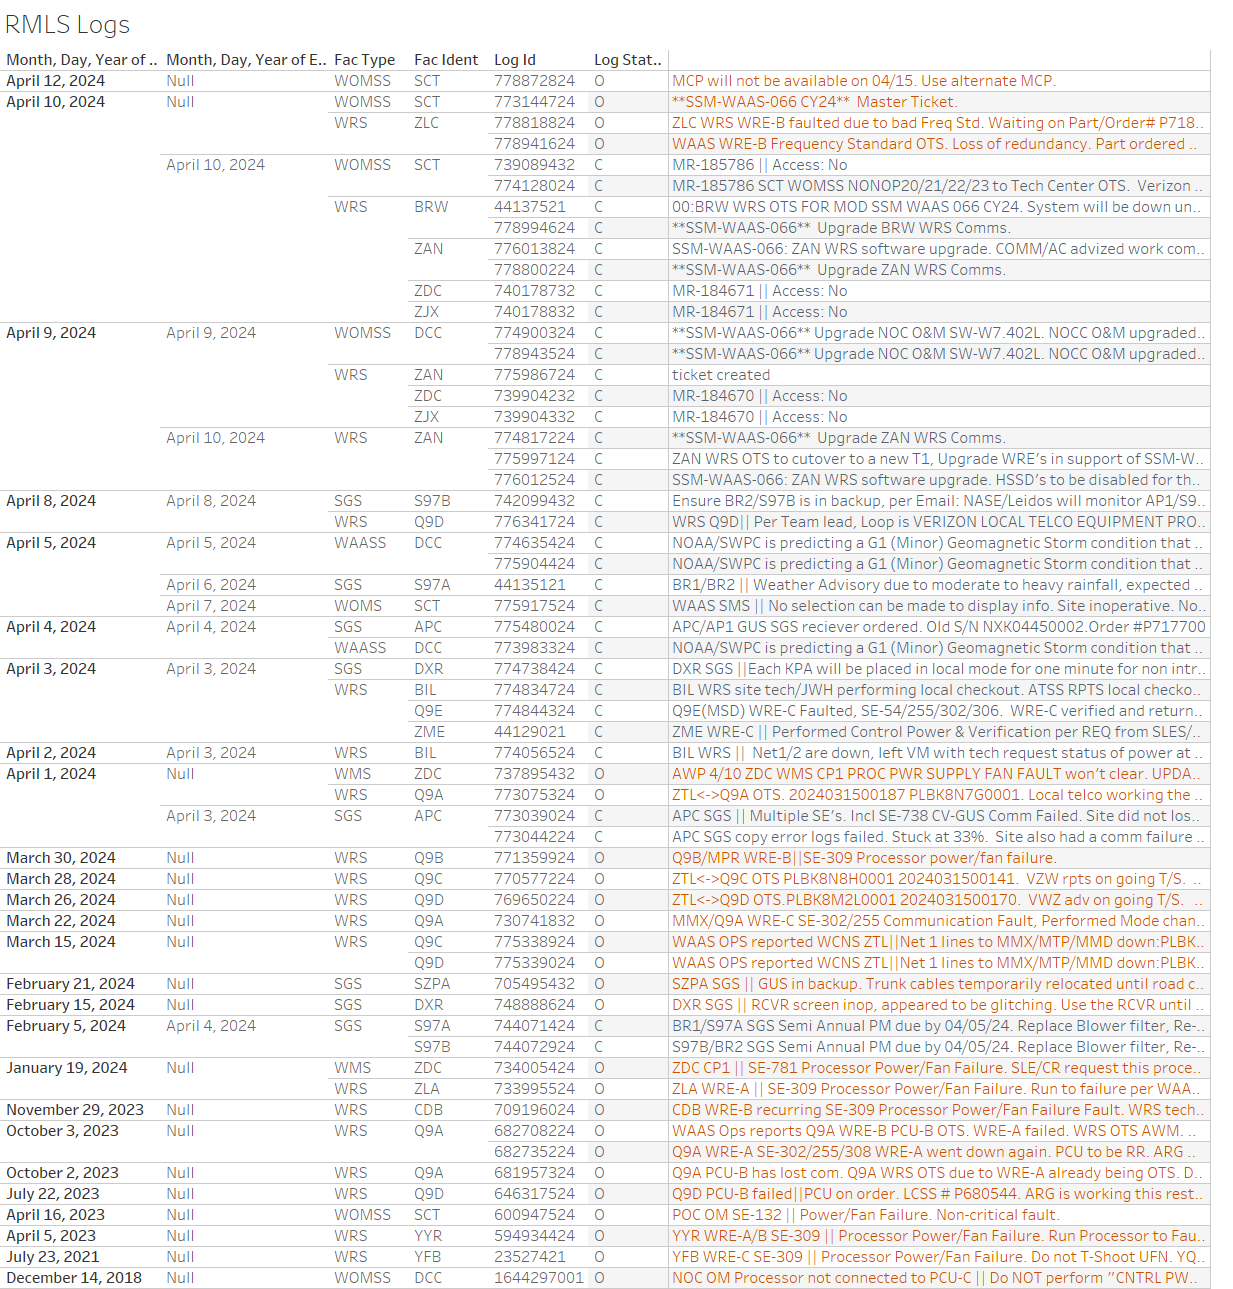 RMLS Logs
Month, Day, Year of .. Month, Day, Year of E.. Fac Type Fac Ident Log Id Log Stat..
April 12, 2024 Null WOMSS SCT 778872824 O MCP will not be available on 04/15. Use alternate MCP.
April 10, 2024 Null WOMSS SCT 773144724 O **SSM-WAAS-066 CY24** Master Ticket.
WRS ZLC 778818824 O ZLC WRS WRE-B faulted due to bad Freq Std. Waiting on Part/Order# P718..
778941624 O WAAS WRE-B Frequency Standard OTS. Loss of redundancy. Part ordered ..
April 10, 2024 WOMSS SCT 739089432 C MR-185786 || Access: No
774128024 C MR-185786 SCT WOMSS NONOP20/21/22/23 to Tech Center OTS. Verizon ..
WRS BRW 44137521 C 00:BRW WRS OTS FOR MOD SSM WAAS 066 CY24. System will be down un..
778994624 C **SSM-WAAS-066** Upgrade BRW WRS Comms.
ZAN 776013824 C SSM-WAAS-066: ZAN WRS software upgrade. COMM/AC advized work com..
778800224 C **SSM-WAAS-066** Upgrade ZAN WRS Comms.
ZDC 740178732 C MR-184671 || Access: No
ZJX 740178832 C MR-184671 || Access: No
April 9, 2024 April 9, 2024 WOMSS DCC 774900324 C **SSM-WAAS-066** Upgrade NOC O&M SW-W7.402L. NOCC O&M upgraded..
778943524 C **SSM-WAAS-066** Upgrade NOC O&M SW-W7.402L. NOCC O&M upgraded..
WRS ZAN 775986724 C ticket created
ZDC 739904232 C MR-184670 || Access: No
ZJX 739904332 C MR-184670 || Access: No
April 10, 2024 WRS ZAN 774817224 C **SSM-WAAS-066** Upgrade ZAN WRS Comms.
775997124 C ZAN WRS OTS to cutover to a new T1, Upgrade WRE's in support of SSM-W..
776012524 C SSM-WAAS-066: ZAN WRS software upgrade. HSSD's to be disabled for th..
April 8, 2024 April 8, 2024 SGS S97B 742099432 C Ensure BR2/S97B is in backup, per Email: NASE/Leidos will monitor AP1/S9..
WRS Q9D 776341724 C WRS Q9D|| Per Team lead, Loop is VERIZON LOCAL TELCO EQUIPMENT PRO..
April 5, 2024 April 5, 2024 WAASS DCC 774635424 C NOAA/SWPC is predicting a G1 (Minor) Geomagnetic Storm condition that ..
775904424 C NOAA/SWPC is predicting a G1 (Minor) Geomagnetic Storm condition that ..
April 6, 2024 SGS S97A 44135121 C BR1/BR2 || Weather Advisory due to moderate to heavy rainfall, expected ..
April 7, 2024 WOMS SCT 775917524 C WAAS SMS || No selection can be made to display info. Site inoperative. No..
April 4, 2024 April 4, 2024 SGS APC 775480024 C APC/AP1 GUS SGS reciever ordered. Old S/N NXK04450002.Order #P717700
WAASS DCC 773983324 C NOAA/SWPC is predicting a G1 (Minor) Geomagnetic Storm condition that ..
April 3, 2024 April 3, 2024 SGS DXR 774738424 C DXR SGS ||Each KPA will be placed in local mode for one minute for non intr..
WRS BIL 774834724 C BIL WRS site tech/JWH performing local checkout. ATSS RPTS local checko..
Q9E 774844324 C Q9E(MSD) WRE-C Faulted, SE-54/255/302/306. WRE-C verified and return..
ZME 44129021 C ZME WRE-C || Performed Control Power & Verification per REQ from SLES/..
April 2, 2024 April 3, 2024 WRS BIL 774056524 C BIL WRS || Net1/2 are down, left VM with tech request status of power at ..
April 1, 2024 Null WMS ZDC 737895432 O AWP 4/10 ZDC WMS CP1 PROC PWR SUPPLY FAN FAULT won't clear. UPDA..
WRS Q9A 773075324 O ZTL<->Q9A OTS. 2024031500187 PLBK8N7G0001. Local telco working the ..
April 3, 2024 SGS APC 773039024 C APC SGS || Multiple SE's. Incl SE-738 CV-GUS Comm Failed. Site did not los..
773044224 C APC SGS copy error logs failed. Stuck at 33%. Site also had a comm failure ..
March 30, 2024 Null WRS Q9B 771359924 O Q9B/MPR WRE-B||SE-309 Processor power/fan failure.
March 28, 2024 Null WRS Q9C 770577224 O ZTL<->Q9C OTS PLBK8N8H0001 2024031500141. VZW rpts on going T/S. ..
March 26, 2024 Null WRS Q9D 769650224 O ZTL<->Q9D OTS.PLBK8M2L0001 2024031500170. VWZ adv on going T/S. ..
March 22, 2024 Null WRS Q9A 730741832 O MMX/Q9A WRE-C SE-302/255 Communication Fault, Performed Mode chan..
March 15, 2024 Null WRS Q9C 775338924 O WAAS OPS reported WCNS ZTL||Net 1 lines to MMX/MTP/MMD down:PLBK..
Q9D 775339024 O WAAS OPS reported WCNS ZTL||Net 1 lines to MMX/MTP/MMD down:PLBK..
February 21, 2024 Null SGS SZPA 705495432 O SZPA SGS || GUS in backup. Trunk cables temporarily relocated until road c..
February 15, 2024 Null SGS DXR 748888624 O DXR SGS || RCVR screen inop, appeared to be glitching. Use the RCVR until ..
February 5, 2024 April 4, 2024 SGS S97A 744071424 C BR1/S97A SGS Semi Annual PM due by 04/05/24. Replace Blower filter, Re-..
S97B 744072924 C S97B/BR2 SGS Semi Annual PM due by 04/05/24. Replace Blower filter, Re-..
January 19, 2024 Null WMS ZDC 734005424 O ZDC CP1 || SE-781 Processor Power/Fan Failure. SLE/CR request this proce..
WRS ZLA 733995524 O ZLA WRE-A || SE-309 Processor Power/Fan Failure. Run to failure per WAA..
November 29, 2023 Null WRS CDB 709196024 O CDB WRE-B recurring SE-309 Processor Power/Fan Failure Fault. WRS tech..
October 3, 2023 Null WRS Q9A 682708224 O WAAS Ops reports Q9A WRE-B PCU-B OTS. WRE-A failed. WRS OTS AWM. ..
682735224 O Q9A WRE-A SE-302/255/308 WRE-A went down again. PCU to be RR. ARG ..
October 2, 2023 Null WRS Q9A 681957324 O Q9A PCU-B has lost com. Q9A WRS OTS due to WRE-A already being OTS. D..
July 22, 2023 Null WRS Q9D 646317524 O Q9D PCU-B failed||PCU on order. LCSS # P680544. ARG is working this rest..
April 16, 2023 Null WOMSS SCT 600947524 O POC OM SE-132 || Power/Fan Failure. Non-critical fault.
April 5, 2023 Null WRS YYR 594934424 O YYR WRE-A/B SE-309 || Processor Power/Fan Failure. Run Processor to Fau..
July 23, 2021 Null WRS YFB 23527421 O YFB WRE-C SE-309 || Processor Power/Fan Failure. Do not T-Shoot UFN. YQ..
December 14, 2018 Null WOMSS DCC 1644297001 O NOC OM Processor not connected to PCU-C || Do NOT perform "CNTRL PW..